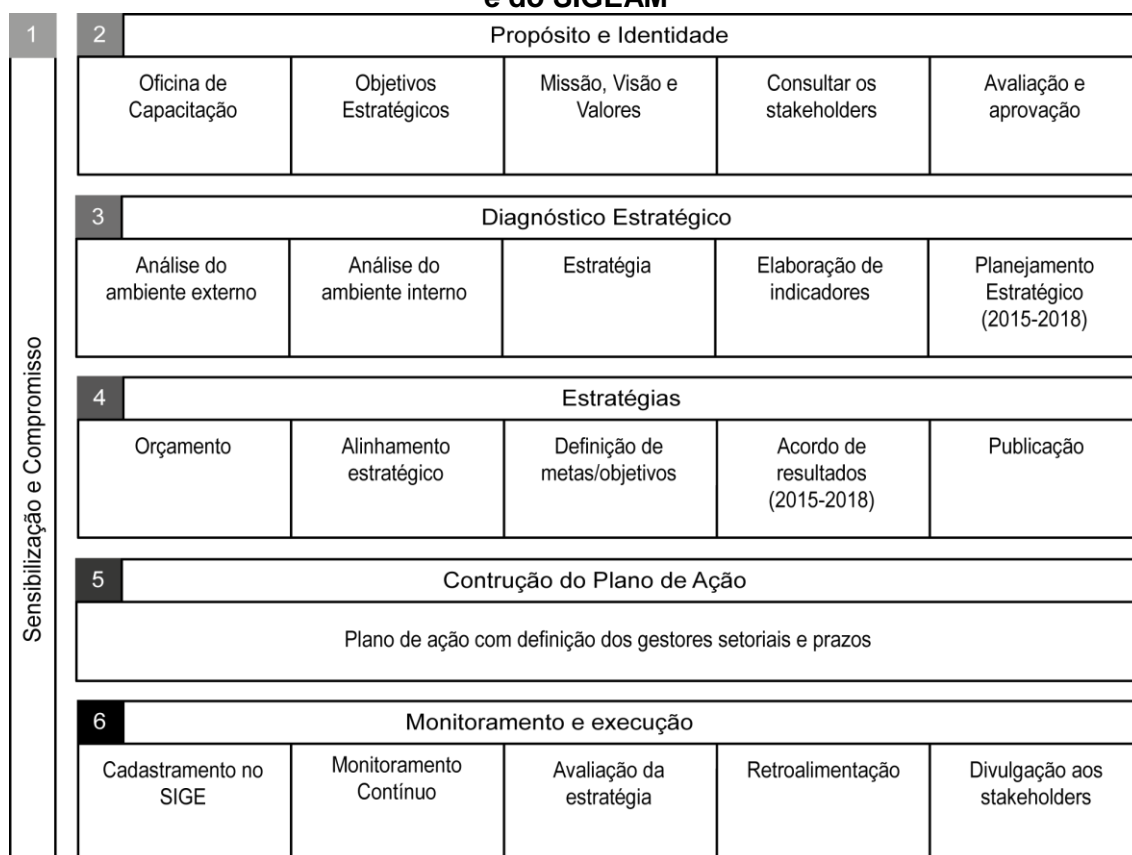 e do SIGEAM
1
Sensibilização e Compromisso
2
Propósito e Identidade
Oficina de
Capacitação
Objetivos
Estratégicos
Missão, Visão e
Valores
Consultar os
stakeholders
Avaliação e
aprovação
3
Diagnóstico Estratégico
Análise do
ambiente externo
Análise do
ambiente interno
Estratégia
Elaboração de
indicadores
Planejamento
Estratégico
(2015-2018)
4
Estratégias
Orçamento
Alinhamento
estratégico
Definição de
metas/objetivos
Acordo de
resultados
(2015-2018)
Publicação
5
Contrução do Plano de Ação
Plano de ação com definição dos gestores setoriais e prazos
6
Monitoramento e execução
Cadastramento no
SIGE
Monitoramento
Contínuo
Avaliação da
estratégia
Retroalimentação
Divulgação aos
stakeholders